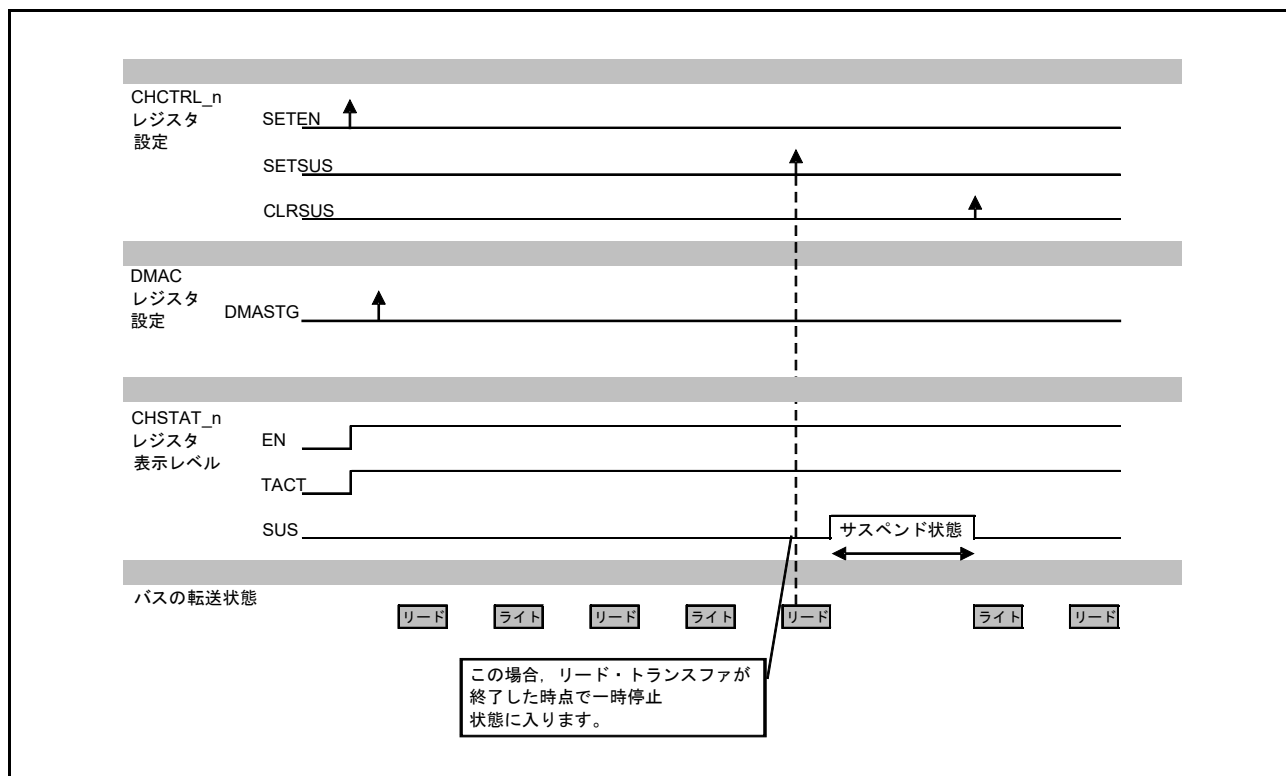 CHCTRL_n
レジスタ
設定
SETEN
SETSUS
CLRSUS
DMAC
レジスタ
設定
DMASTG
CHSTAT_n
レジスタ
表示レベル
EN
TACT
SUS
サスペンド状態
バスの転送状態
リード
ライト
リード
ライト
リード
ライト
リード
この場合，リード・トランスファが
終了した時点で一時停止
状態に入ります。